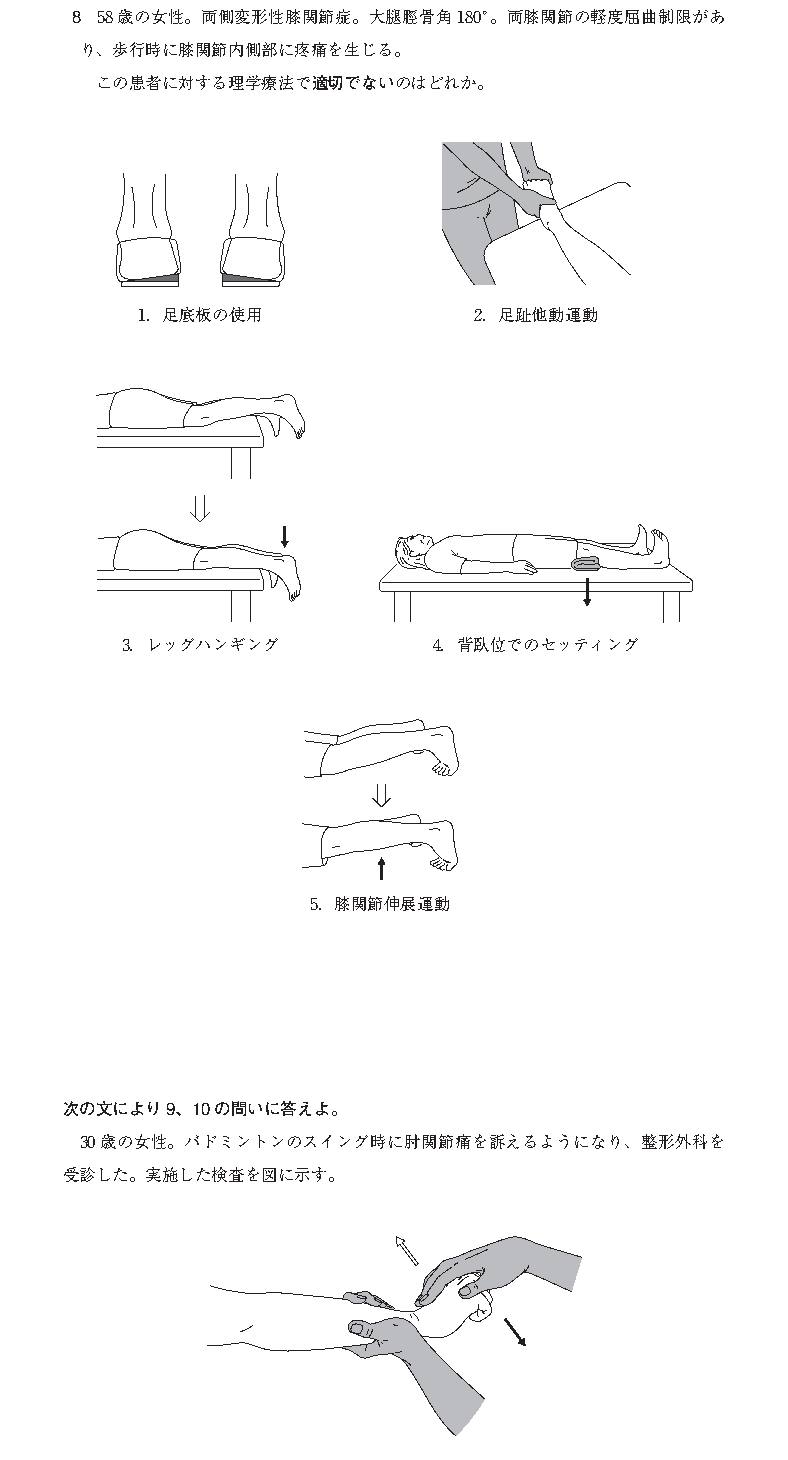 8 58歳の女性。両側変形性膝関節症。大腿脛骨角180°。両膝関節の軽度屈曲制限があ
り、歩行時に膝関節内側部に疼痛を生じる。
この患者に対する理学療法で適切でないのはどれか。
1. 足底板の使用
2. 足趾他動運動
3. レッグハンギング
4. 背臥位でのセッティング
5. 膝関節伸展運動
次の文により9、10の問いに答えよ。
30歳の女性。バドミントンのスイング時に肘関節痛を訴えるようになり、整形外科を
受診した。実施した検査を図に示す。